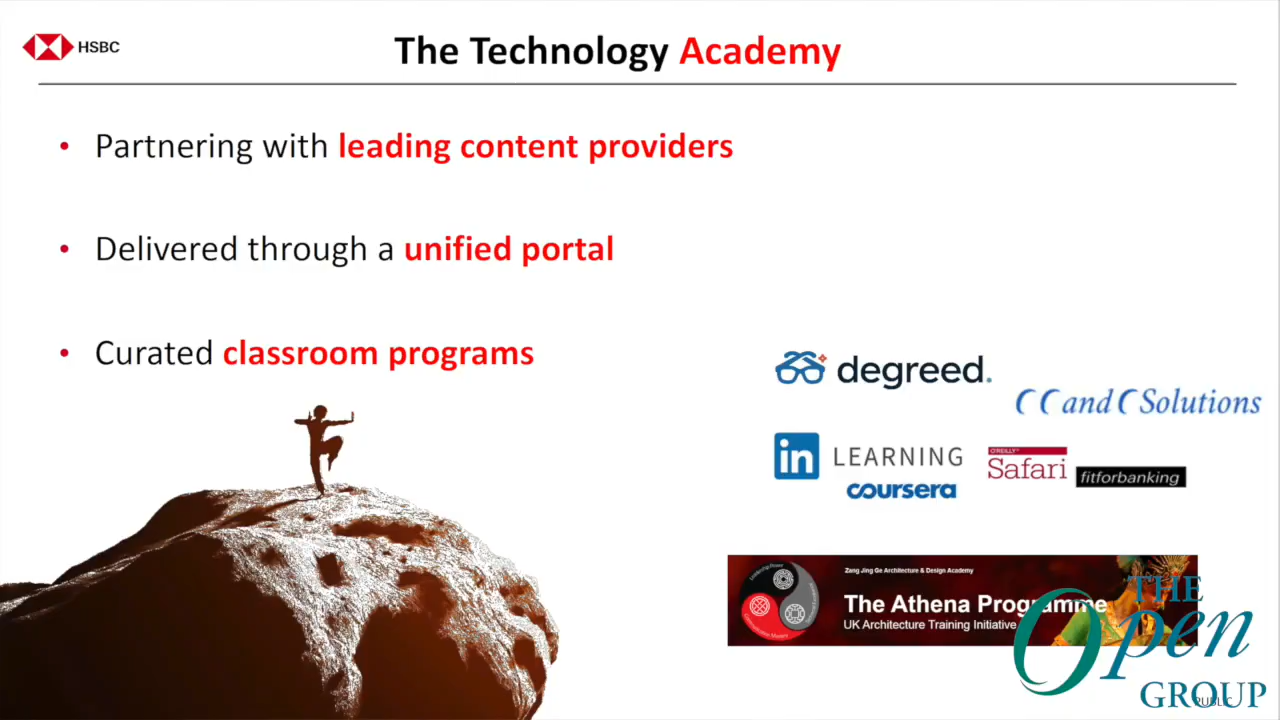 HSBC
The Technology Academy
• Partnering with leading content providers
• Delivered through a unified portal
• Curated classroom programs
degreed.
CC and C Solutions
in LEARNING
O'REILLY
Safari
coursera
fitforbanking
Zang Jing Ge Architecture & Design Academy
The Athena Programme
UK Architecture Training Initiative
THE
Open
GROUP